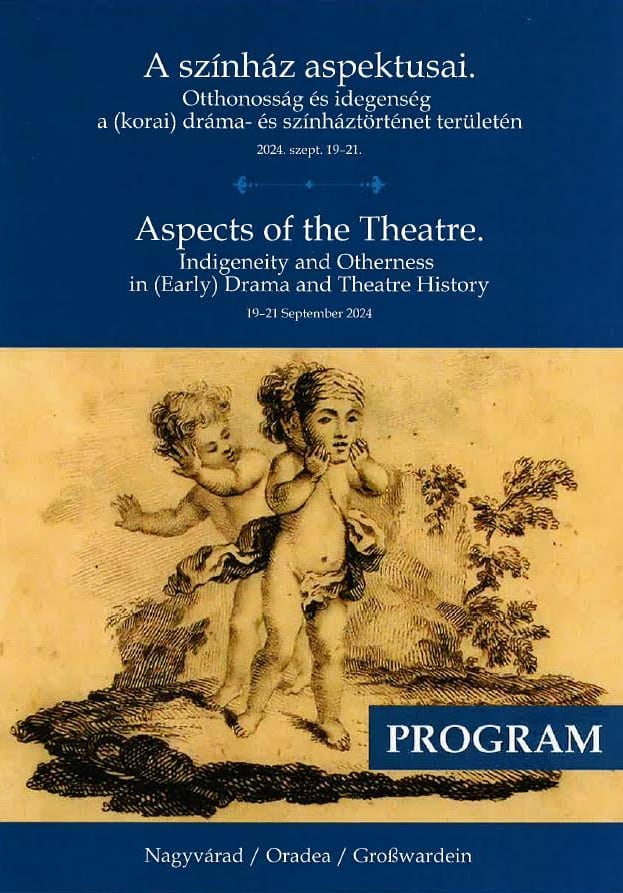 A színház aspektusai.
Otthonosság és idegenség
a (korai) dráma- és színháztörténet területén
2024. szept. 19–21.
Aspects of the Theatre.
Indigeneity and Otherness
in (Early) Drama and Theatre History
19–21 September 2024
PROGRAM
Nagyvárad / Oradea / Großwardein